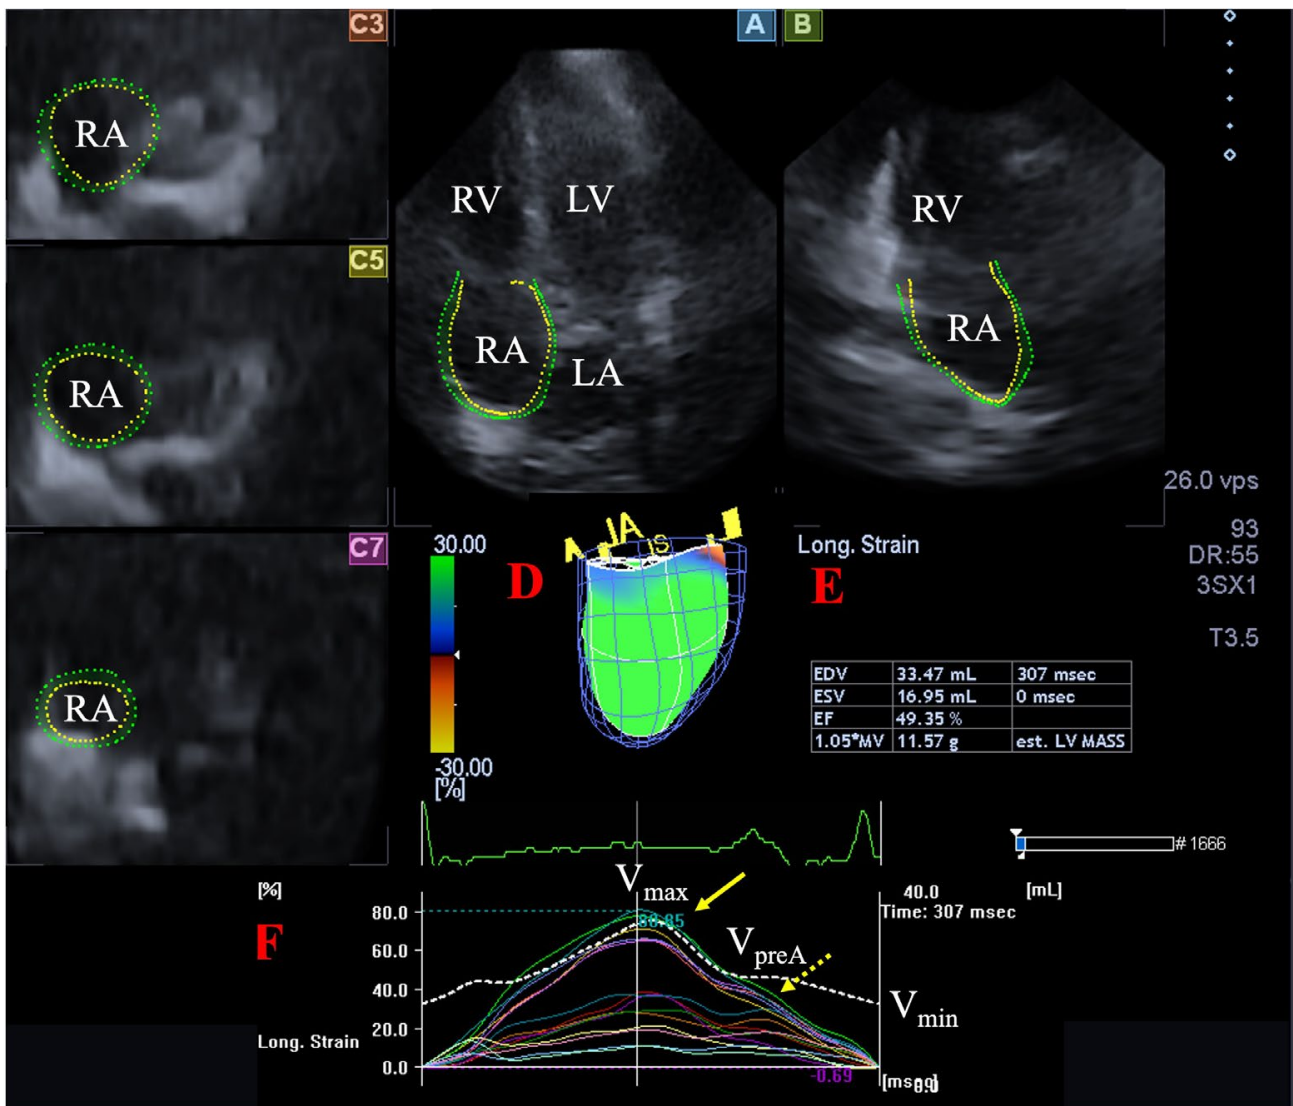 C3
A
B
RA
RV
LV
RV
C5
RA
RA
LA
RA
26.0 vps
93
DR:55
3SX1
T3.5
C7
RA
30.00
D
-30.00
[%]
Long. Strain
E
EDV 33.47 mL 307 msec
ESV 16.95 mL 0 msec
EF 49.35 %
1.05*MV 11.57 g est. LV MASS
# 1666
[%]
Vmax
40.0
[mL]
Time: 307 msec
F
80.0
60.0
40.0
20.0
0.0
VpreA
Vmin
Long. Strain
-0.69